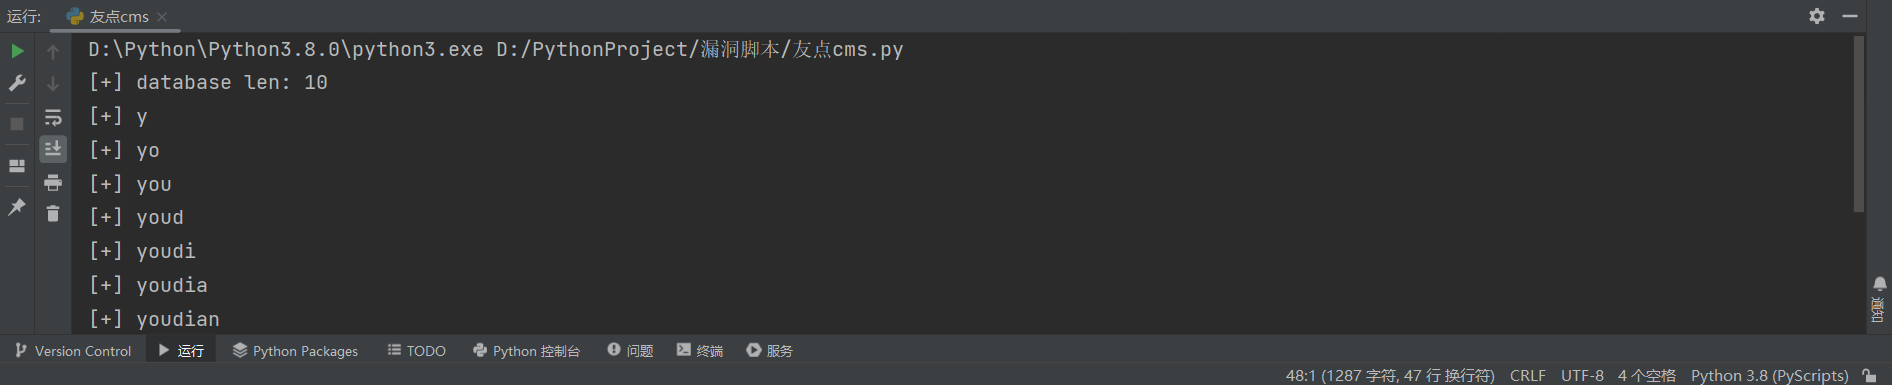 运行: 友点cms
D:\Python\Python3.8.0\python3.exe D:/PythonProject/漏洞脚本/友点cms.py
[+] database len: 10
[+] y
[+] yo
[+] you
[+] youd
[+] youdi
[+] youdia
[+] youdian
通知
Version Control 运行 Python Packages TODO Python 控制台 问题 终端 服务
48:1 (1287 字符, 47 行 换行符) CRLF UTF-8 4 个空格 Python 3.8 (PyScripts)